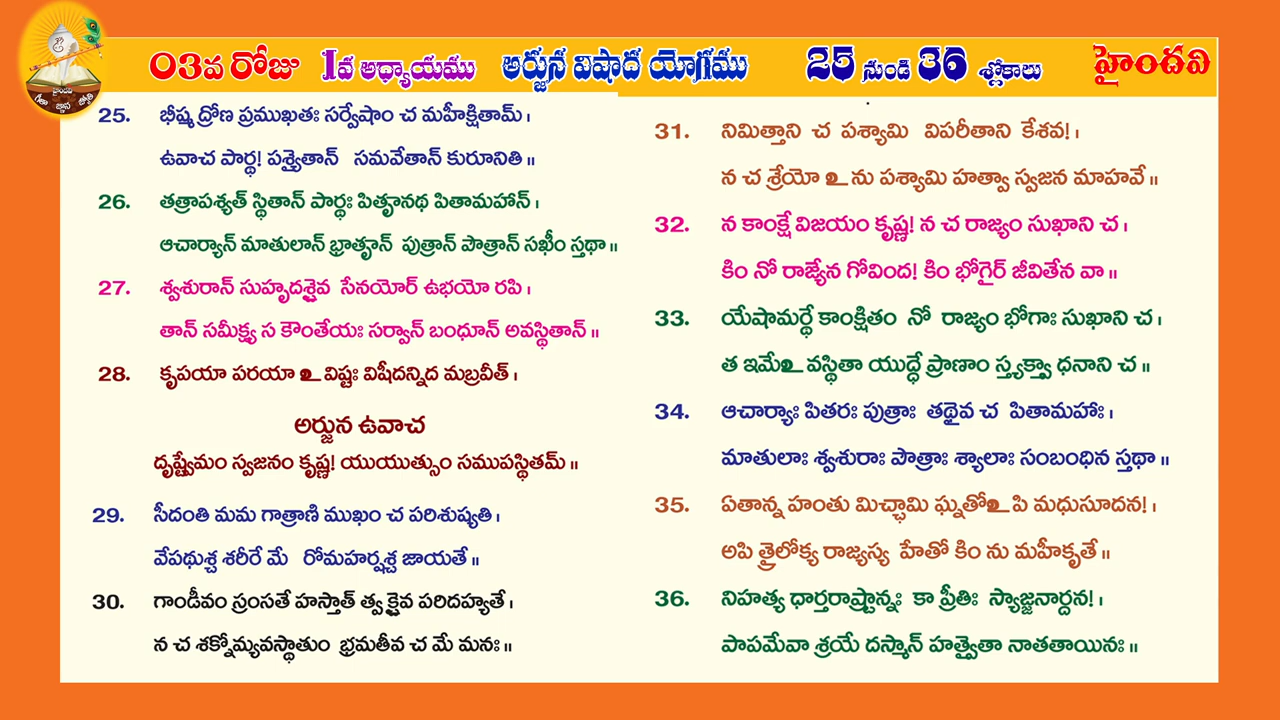 03వ రోజు 1వ అధ్యాయము అర్జున విషాద యోగము 25 నుండి 36 శ్లోకాలు హైందవి
హైందవి
గీతా జ్ఞాన జ్యోతి
25. భీష్మ ద్రోణ ప్రముఖతః సర్వేషాం చ మహీక్షితామ్ ।
ఉవాచ పార్థ! పశ్యైతాన్ సమవేతాన్ కురూనితి ॥
26. తత్రాపశ్యత్ స్థితాన్ పార్థః పితౄనథ పితామహాన్ ।
ఆచార్యాన్ మాతులాన్ భ్రాతౄన్ పుత్రాన్ పౌత్రాన్ సఖీం స్తథా ॥
27. శ్వశురాన్ సుహృదశ్చైవ సేనయోర్ ఉభయో రపి ।
తాన్ సమీక్ష్య స కౌంతేయః సర్వాన్ బంధూన్ అవస్థితాన్ ॥
28. కృపయా పరయా ఽ విష్టః విషీదన్నిద మబ్రవీత్ ।
అర్జున ఉవాచ
దృష్ట్వేమం స్వజనం కృష్ణ! యుయుత్సుం సముపస్థితమ్ ॥
29. సీదంతి మమ గాత్రాణి ముఖం చ పరిశుష్యతి ।
వేపథుశ్చ శరీరే మే రోమహర్షశ్చ జాయతే ॥
30. గాండీవం స్రంసతే హస్తాత్ త్వక్చైవ పరిదహ్యతే ।
న చ శక్నోమ్యవస్థాతుం భ్రమతీవ చ మే మనః ॥
31. నిమిత్తాని చ పశ్యామి విపరీతాని కేశవ! ।
న చ శ్రేయో ఽ ను పశ్యామి హత్వా స్వజన మాహవే ॥
32. న కాంక్షే విజయం కృష్ణ! న చ రాజ్యం సుఖాని చ ।
కిం నో రాజ్యేన గోవింద! కిం భోగైర్ జీవితేన వా ॥
33. యేషామర్థే కాంక్షితం నో రాజ్యం భోగాః సుఖాని చ ।
త ఇమేఽ వస్థితా యుద్ధే ప్రాణాం స్త్యక్త్వా ధనాని చ ॥
34. ఆచార్యాః పితరః పుత్రాః తథైవ చ పితామహాః ।
మాతులాః శ్వశురాః పౌత్రాః శ్యాలాః సంబంధిన స్తథా ॥
35. ఏతాన్న హంతు మిచ్ఛామి ఘ్నతోఽ పి మధుసూదన! ।
అపి త్రైలోక్య రాజ్యస్య హేతో కిం ను మహీకృతే ॥
36. నిహత్య ధార్తరాష్ట్రాన్నః కా ప్రీతిః స్యాజ్జనార్దన! ।
పాపమేవా శ్రయే దస్మాన్ హత్వైతా నాతతాయినః ॥